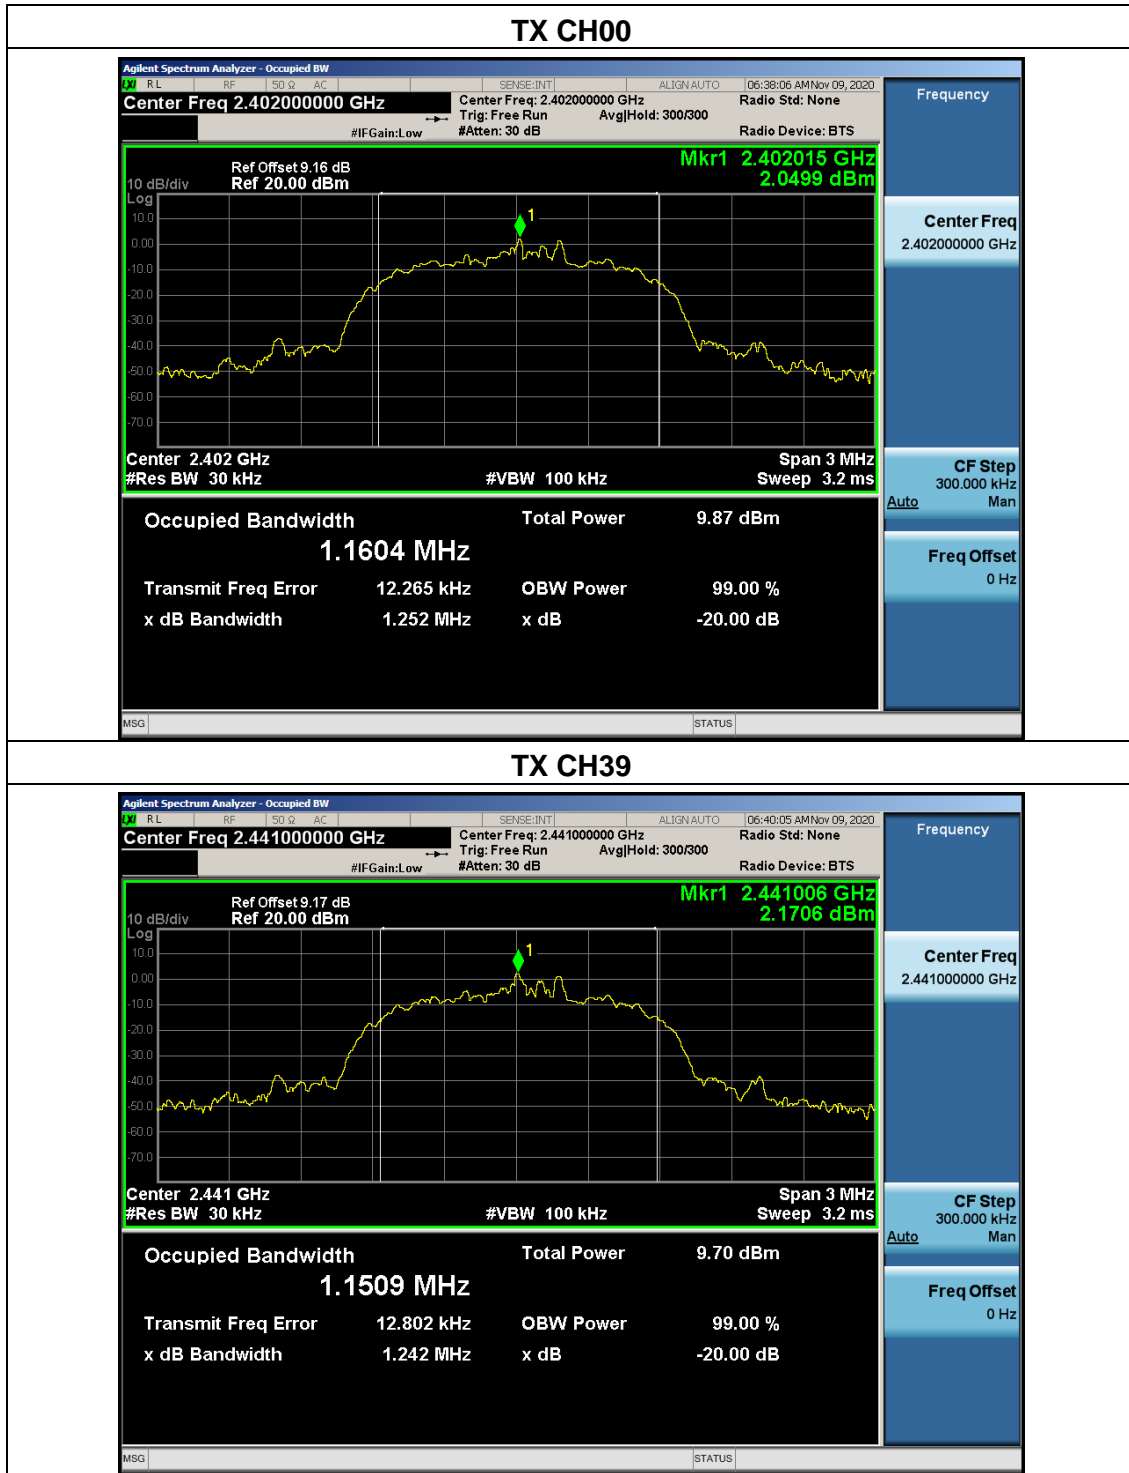 TX CH00
Agilent Spectrum Analyzer - Occupied BW
LXI RL RF 50 Ω AC SENSE:INT ALIGN AUTO 06:38:06 AM Nov 09, 2020
Center Freq 2.402000000 GHz
Center Freq: 2.402000000 GHz Radio Std: None
Trig: Free Run Avg|Hold: 300/300
#IFGain:Low #Atten: 30 dB Radio Device: BTS
Frequency
Mkr1 2.402015 GHz
2.0499 dBm
Ref Offset 9.16 dB
10 dB/div Ref 20.00 dBm
Log
10.0
1
0.00
-10.0
-20.0
-30.0
-40.0
-50.0
-60.0
-70.0
Center 2.402 GHz Span 3 MHz
#Res BW 30 kHz #VBW 100 kHz Sweep 3.2 ms
Center Freq
2.402000000 GHz
CF Step
300.000 kHz
Auto Man
Freq Offset
0 Hz
Occupied Bandwidth Total Power 9.87 dBm
1.1604 MHz
Transmit Freq Error 12.265 kHz OBW Power 99.00 %
x dB Bandwidth 1.252 MHz x dB -20.00 dB
MSG STATUS
TX CH39
Agilent Spectrum Analyzer - Occupied BW
LXI RL RF 50 Ω AC SENSE:INT ALIGN AUTO 06:40:05 AM Nov 09, 2020
Center Freq 2.441000000 GHz
Center Freq: 2.441000000 GHz Radio Std: None
Trig: Free Run Avg|Hold: 300/300
#IFGain:Low #Atten: 30 dB Radio Device: BTS
Frequency
Mkr1 2.441006 GHz
2.1706 dBm
Ref Offset 9.17 dB
10 dB/div Ref 20.00 dBm
Log
10.0
1
0.00
-10.0
-20.0
-30.0
-40.0
-50.0
-60.0
-70.0
Center 2.441 GHz Span 3 MHz
#Res BW 30 kHz #VBW 100 kHz Sweep 3.2 ms
Center Freq
2.441000000 GHz
CF Step
300.000 kHz
Auto Man
Freq Offset
0 Hz
Occupied Bandwidth Total Power 9.70 dBm
1.1509 MHz
Transmit Freq Error 12.802 kHz OBW Power 99.00 %
x dB Bandwidth 1.242 MHz x dB -20.00 dB
MSG STATUS